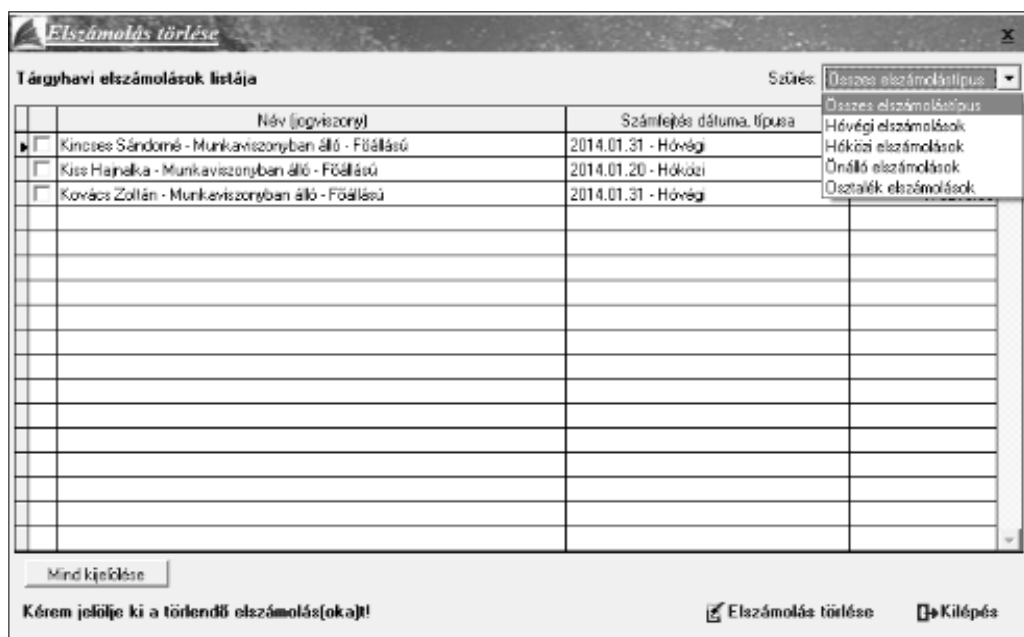 Elszámolás törlése
Tárgyhavi elszámolások listája
Szűrés: Összes elszámolástípus
Név (jogviszony)
Számfejtés dátuma, típusa
Összes elszámolástípus
Hóvégi elszámolások
Hóközi elszámolások
Önálló elszámolások
Osztalék elszámolások
Kincses Sándorné - Munkaviszonyban álló - Főállású 2014.01.31 - Hóvégi
Kiss Hajnalka - Munkaviszonyban álló - Főállású 2014.01.20 - Hóközi
Kovács Zoltán - Munkaviszonyban álló - Főállású 2014.01.31 - Hóvégi
Mind kijelölése
Kérem jelölje ki a törlendő elszámolás(oka)t!
Elszámolás törlése
Kilépés